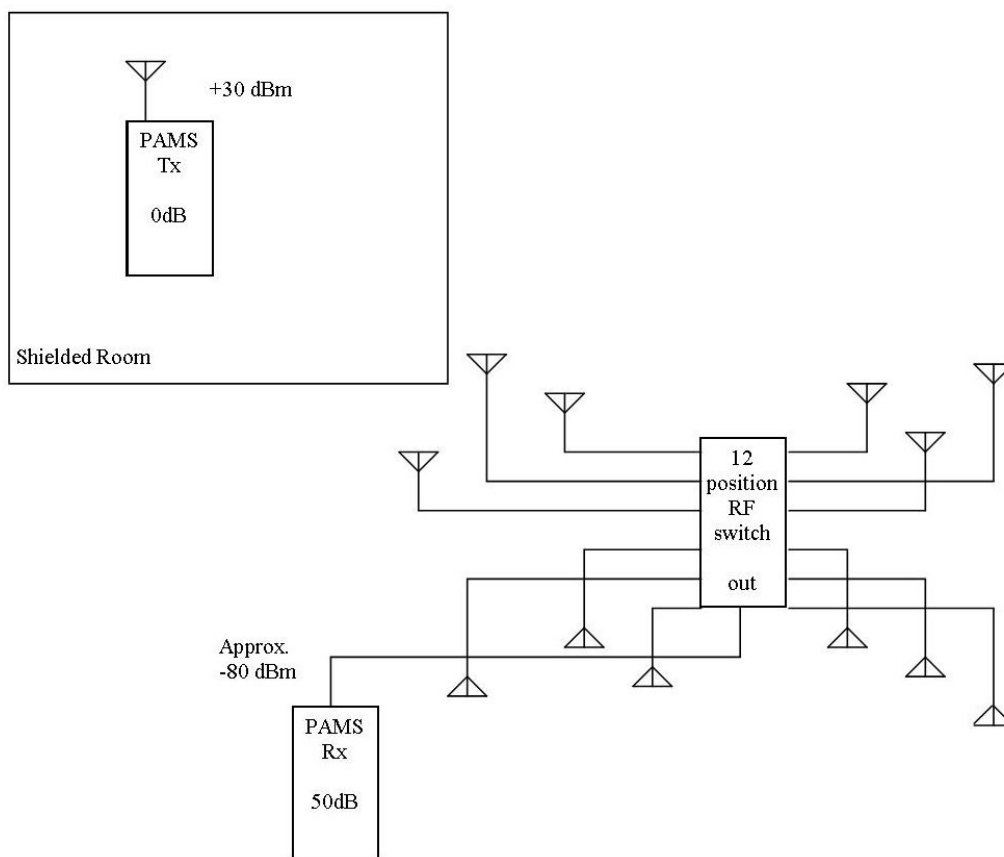 +30 dBm
PAMS
Tx
0dB
Shielded Room
12
position
RF
switch
out
Approx.
-80 dBm
PAMS
Rx
50dB